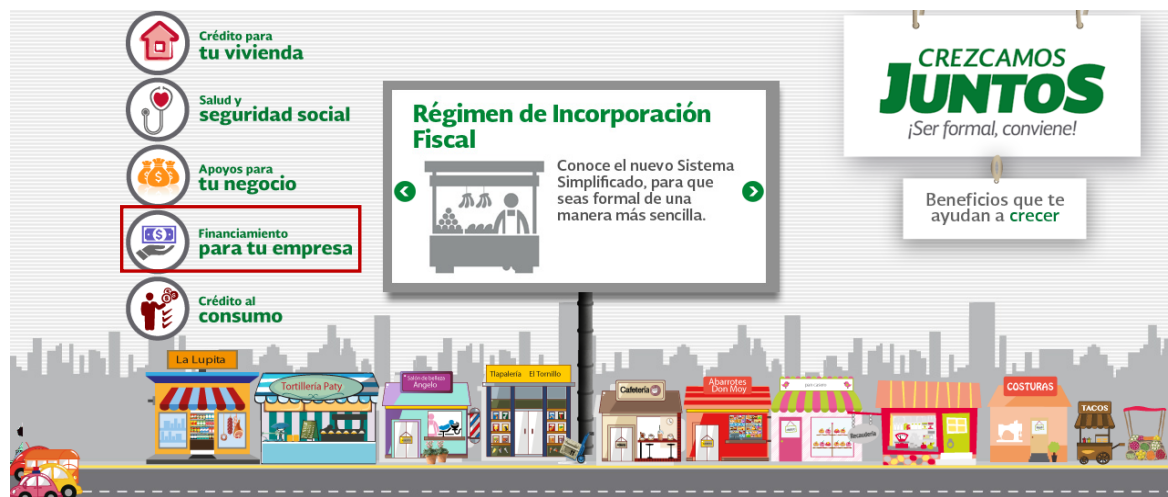 Crédito para
tu vivienda
Salud y
seguridad social
Apoyos para
tu negocio
Financiamiento
para tu empresa
Crédito al
consumo
Régimen de Incorporación
Fiscal
Conoce el nuevo Sistema
Simplificado, para que
seas formal de una
manera más sencilla.
CREZCAMOS
JUNTOS
¡Ser formal, conviene!
Beneficios que te
ayudan a crecer
La Lupita
Tortillería Paty
Salón de belleza
Angelo
Tlapalería El Tornillo
Cafetería
Abarrotes
Don Moy
Recaudería
COSTURAS
TACOS